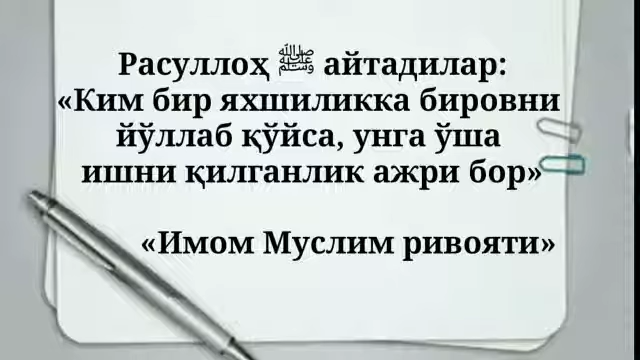 Расуллоҳ ﷺ айтадилар:
«Ким бир яхшиликка бировни
йўллаб қўйса, унга ўша
ишни қилганлик ажри бор»
«Имом Муслим ривояти»